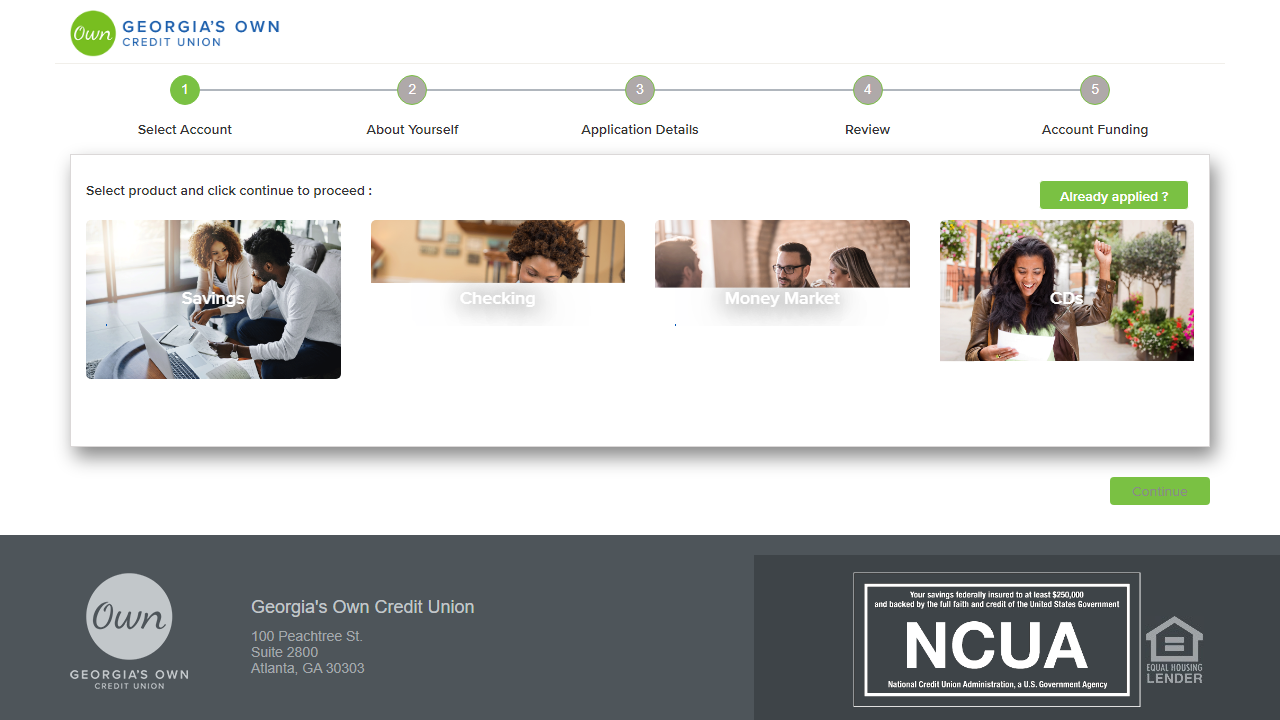 Own
GEORGIA'S OWN
CREDIT UNION
1
2
3
4
5
Select Account
About Yourself
Application Details
Review
Account Funding
Select product and click continue to proceed :
Already applied ?
Savings
Checking
Money Market
CDs
Continue
Own
GEORGIA'S OWN
CREDIT UNION
Georgia's Own Credit Union
100 Peachtree St.
Suite 2800
Atlanta, GA 30303
Your savings federally insured to at least $250,000
and backed by the full faith and credit of the United States Government
NCUA
National Credit Union Administration, a U.S. Government Agency
EQUAL HOUSING
LENDER